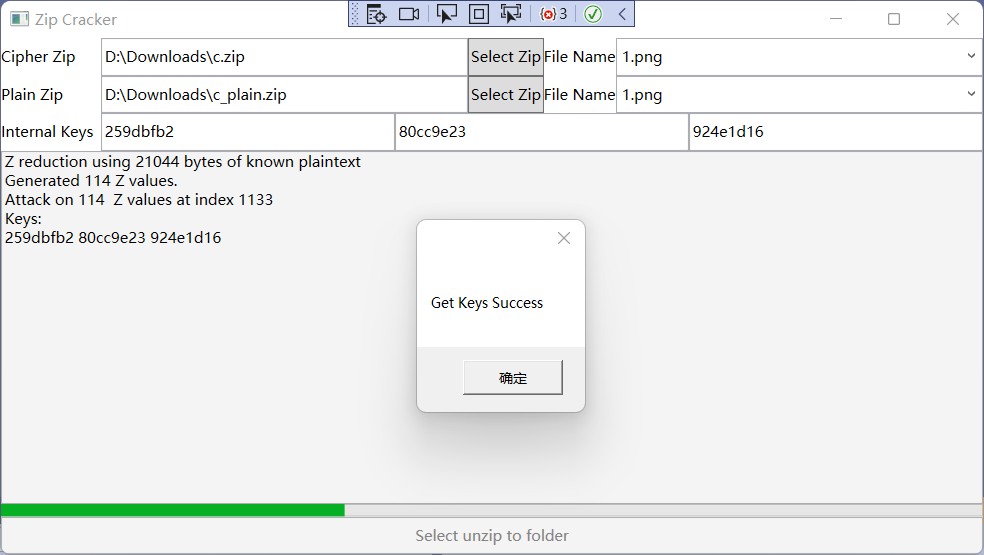 Zip Cracker
3
Cipher Zip D:\Downloads\c.zip Select Zip File Name 1.png
Plain Zip D:\Downloads\c_plain.zip Select Zip File Name 1.png
Internal Keys 259dbfb2 80cc9e23 924e1d16
Z reduction using 21044 bytes of known plaintext
Generated 114 Z values.
Attack on 114  Z values at index 1133
Keys:
259dbfb2 80cc9e23 924e1d16
Get Keys Success
确定
Select unzip to folder